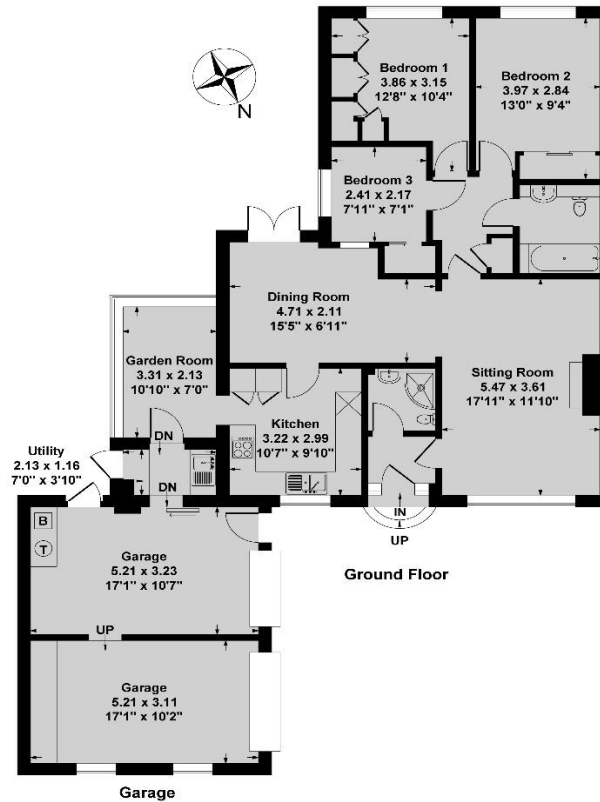 Bedroom 1
3.86 x 3.15
12'8" x 10'4"
Bedroom 2
3.97 x 2.84
13'0" x 9'4"
N
Bedroom 3
2.41 x 2.17
7'11" x 7'1"
Dining Room
4.71 x 2.11
15'5" x 6'11"
Garden Room
3.31 x 2.13
10'10" x 7'0"
Sitting Room
5.47 x 3.61
17'11" x 11'10"
Kitchen
3.22 x 2.99
10'7" x 9'10"
Utility
2.13 x 1.16
7'0" x 3'10"
DN
DN
IN
UP
B
T
Garage
5.21 x 3.23
17'1" x 10'7"
Ground Floor
UP
Garage
5.21 x 3.11
17'1" x 10'2"
Garage